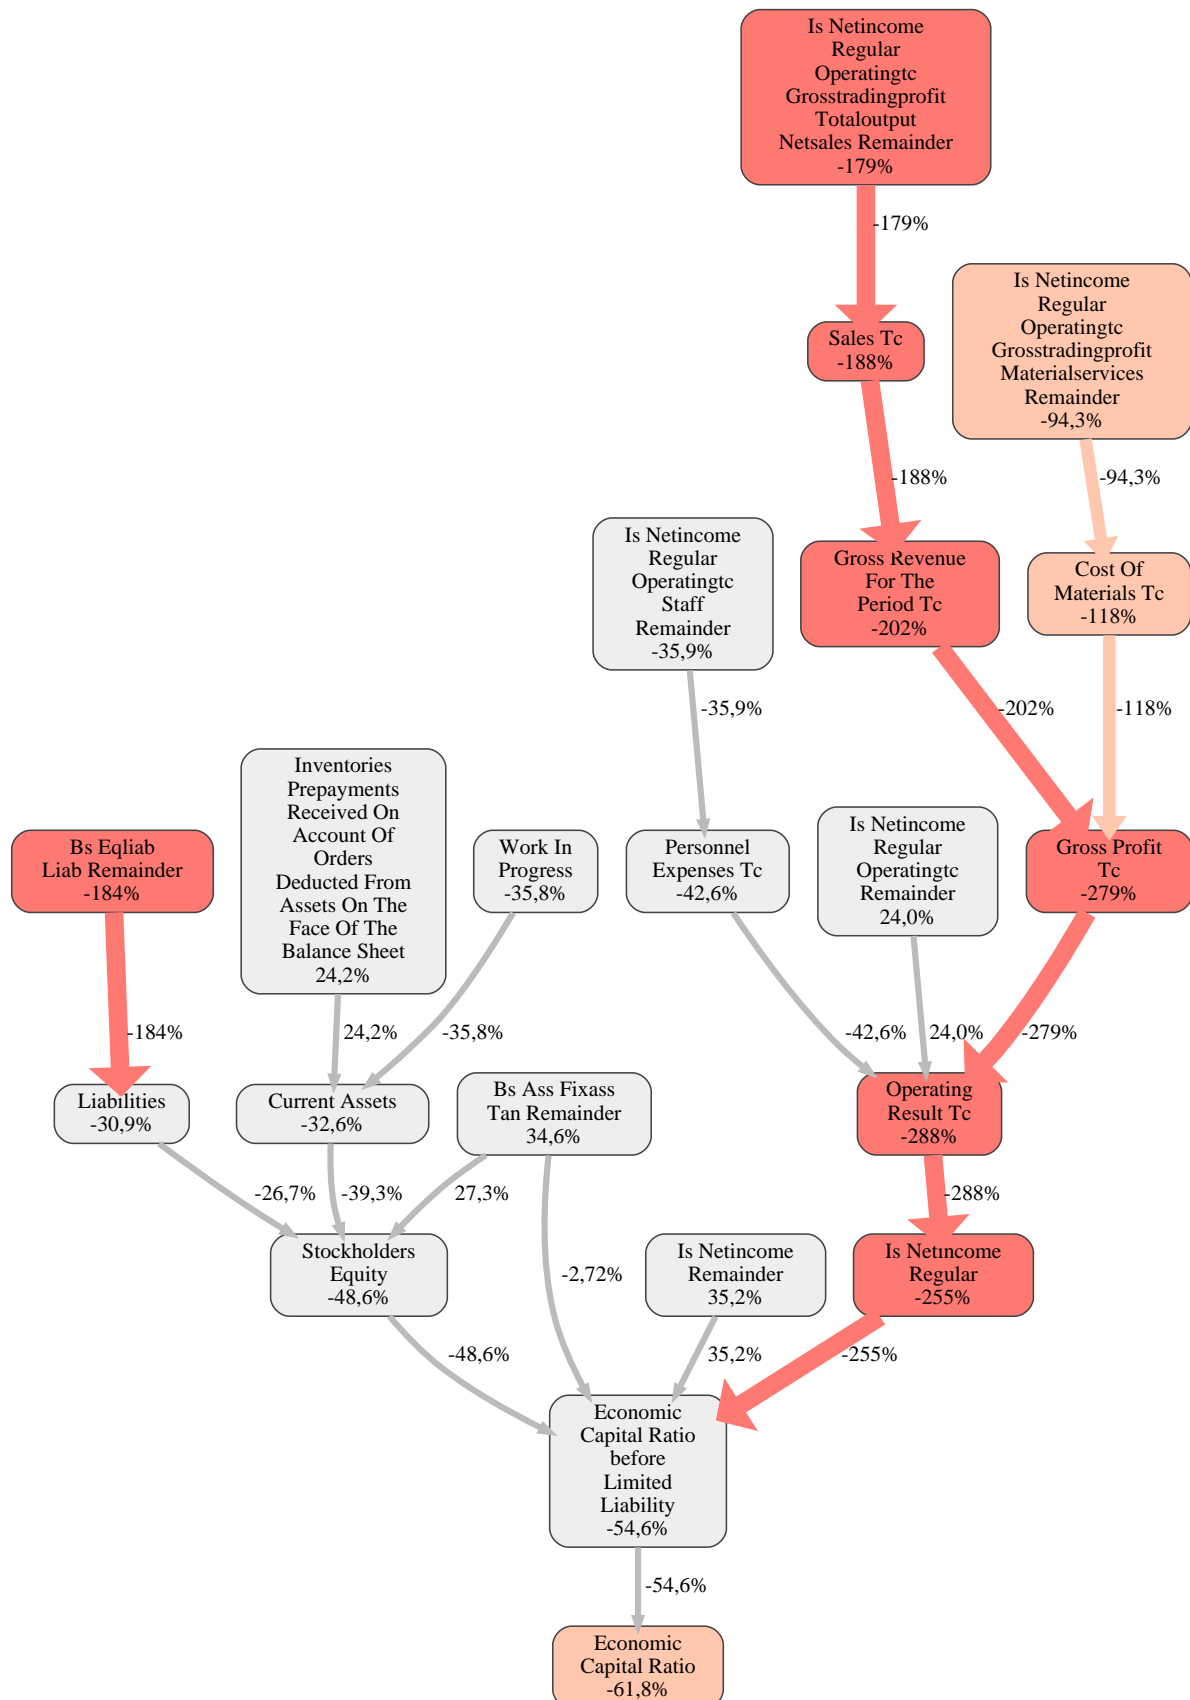 Is Netincome
Regular
Operatingtc
Grosstradingprofit
Totaloutput
Netsales Remainder
-179%
-179%
Is Netincome
Regular
Operatingtc
Grosstradingprofit
Materialservices
Remainder
-94,3%
Sales Tc
-188%
-188%
-94,3%
Is Netincome
Regular
Operatingtc
Staff
Remainder
-35,9%
Gross Revenue
For The
Period Tc
-202%
Cost Of
Materials Tc
-118%
-35,9%
-202%
-118%
Inventories
Prepayments
Received On
Account Of
Orders
Deducted From
Assets On The
Face Of The
Balance Sheet
24,2%
Bs Eqliab
Liab Remainder
-184%
Work In
Progress
-35,8%
Personnel
Expenses Tc
-42,6%
Is Netincome
Regular
Operatingtc
Remainder
24,0%
Gross Profit
Tc
-279%
-184%
24,2%
-35,8%
-42,6%
24,0%
-279%
Liabilities
-30,9%
Current Assets
-32,6%
Bs Ass Fixass
Tan Remainder
34,6%
Operating
Result Tc
-288%
-26,7%
-39,3%
27,3%
-288%
Stockholders
Equity
-48,6%
-2,72%
Is Netincome
Remainder
35,2%
Is Netincome
Regular
-255%
-48,6%
35,2%
-255%
Economic
Capital Ratio
before
Limited
Liability
-54,6%
-54,6%
Economic
Capital Ratio
-61,8%